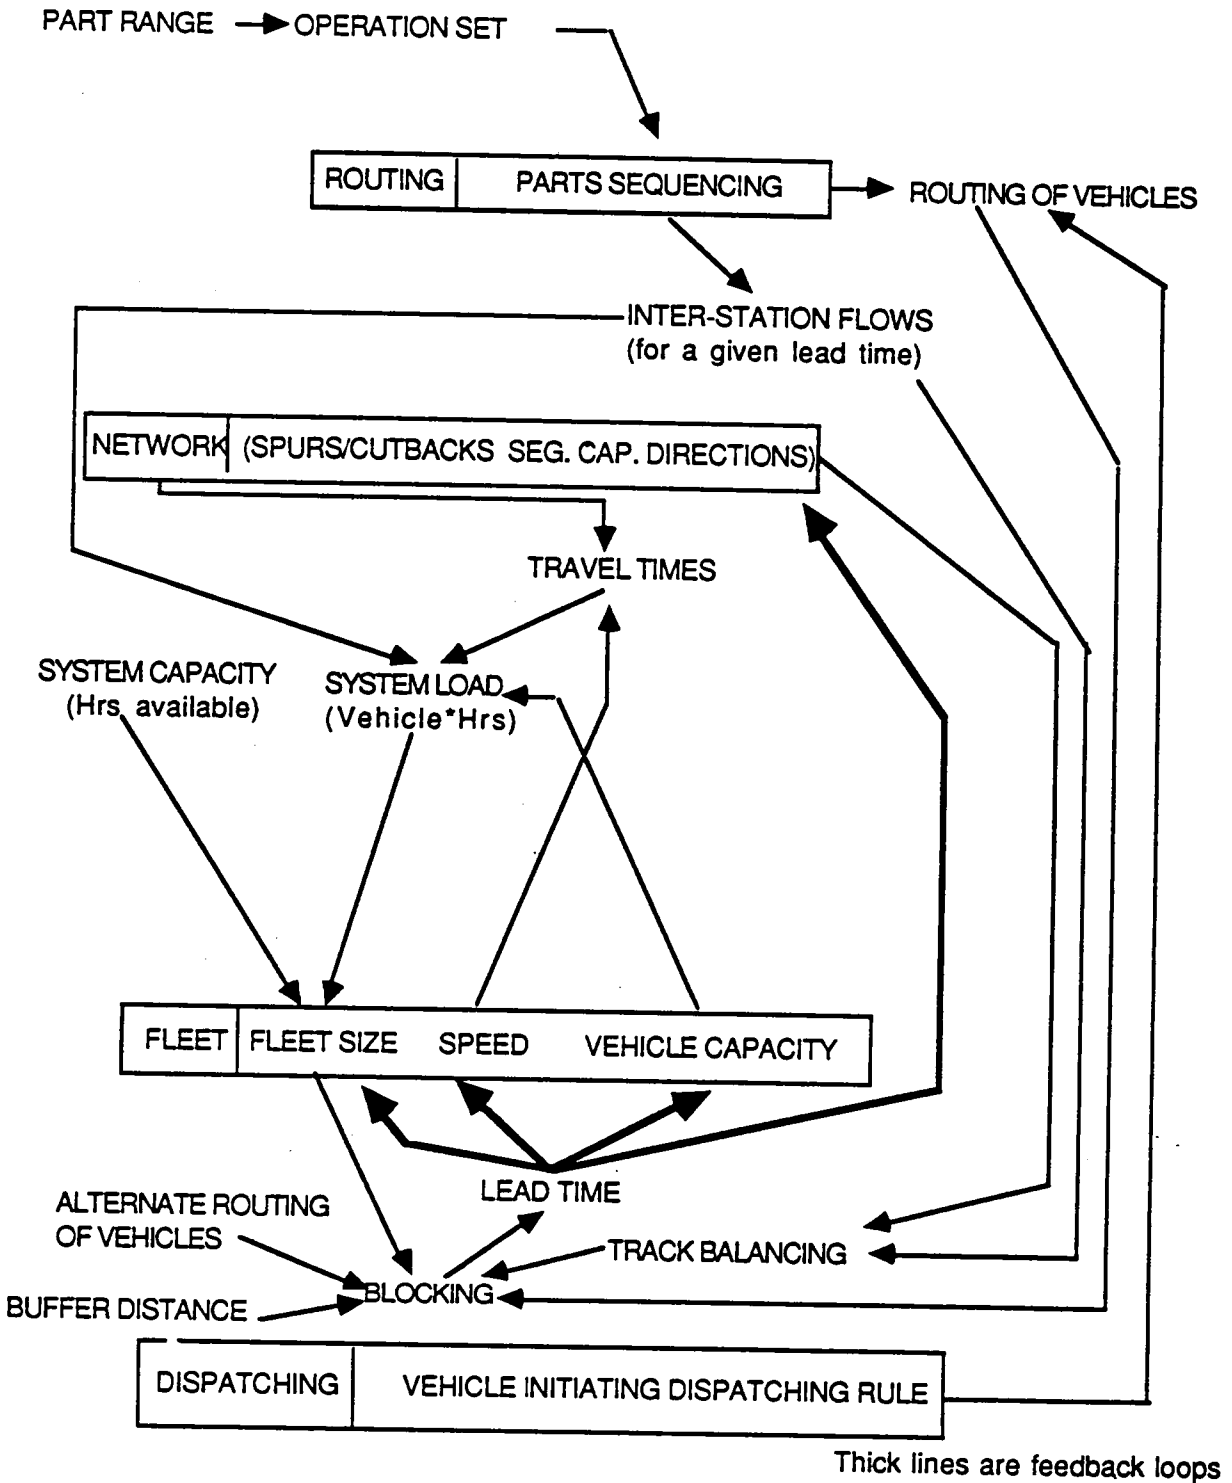 PART RANGE OPERATION SET
ROUTING PARTS SEQUENCING
ROUTING OF VEHICLES
INTER-STATION FLOWS
(for a given lead time)
NETWORK (SPURS/CUTBACKS SEG. CAP. DIRECTIONS)
TRAVEL TIMES
SYSTEM CAPACITY
(Hrs available)
SYSTEM LOAD
(Vehicle*Hrs)
FLEET FLEET SIZE SPEED VEHICLE CAPACITY
LEAD TIME
ALTERNATE ROUTING
OF VEHICLES
TRACK BALANCING
BLOCKING
BUFFER DISTANCE
DISPATCHING VEHICLE INITIATING DISPATCHING RULE
Thick lines are feedback loops